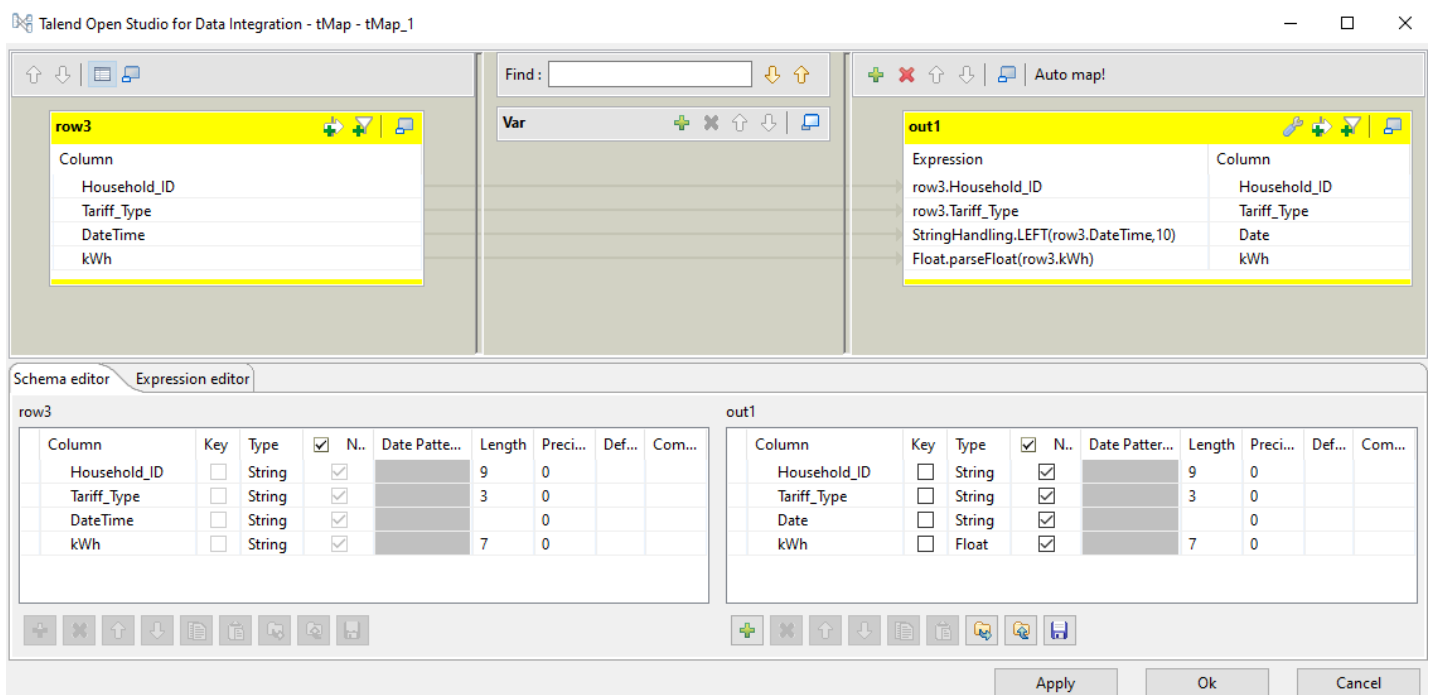 Talend Open Studio for Data Integration - tMap - tMap_1
Find :
Auto map!
row3
Column
Household_ID
Tariff_Type
DateTime
kWh
Var
out1
Expression Column
row3.Household_ID Household_ID
row3.Tariff_Type Tariff_Type
StringHandling.LEFT(row3.DateTime,10) Date
Float.parseFloat(row3.kWh) kWh
Schema editor Expression editor
row3
Column Key Type N.. Date Patte... Length Preci... Def... Com...
Household_ID String 9 0
Tariff_Type String 3 0
DateTime String 0
kWh String 7 0
out1
Column Key Type N.. Date Patter... Length Preci... Def... Com...
Household_ID String 9 0
Tariff_Type String 3 0
Date String 0
kWh Float 7 0
Apply Ok Cancel